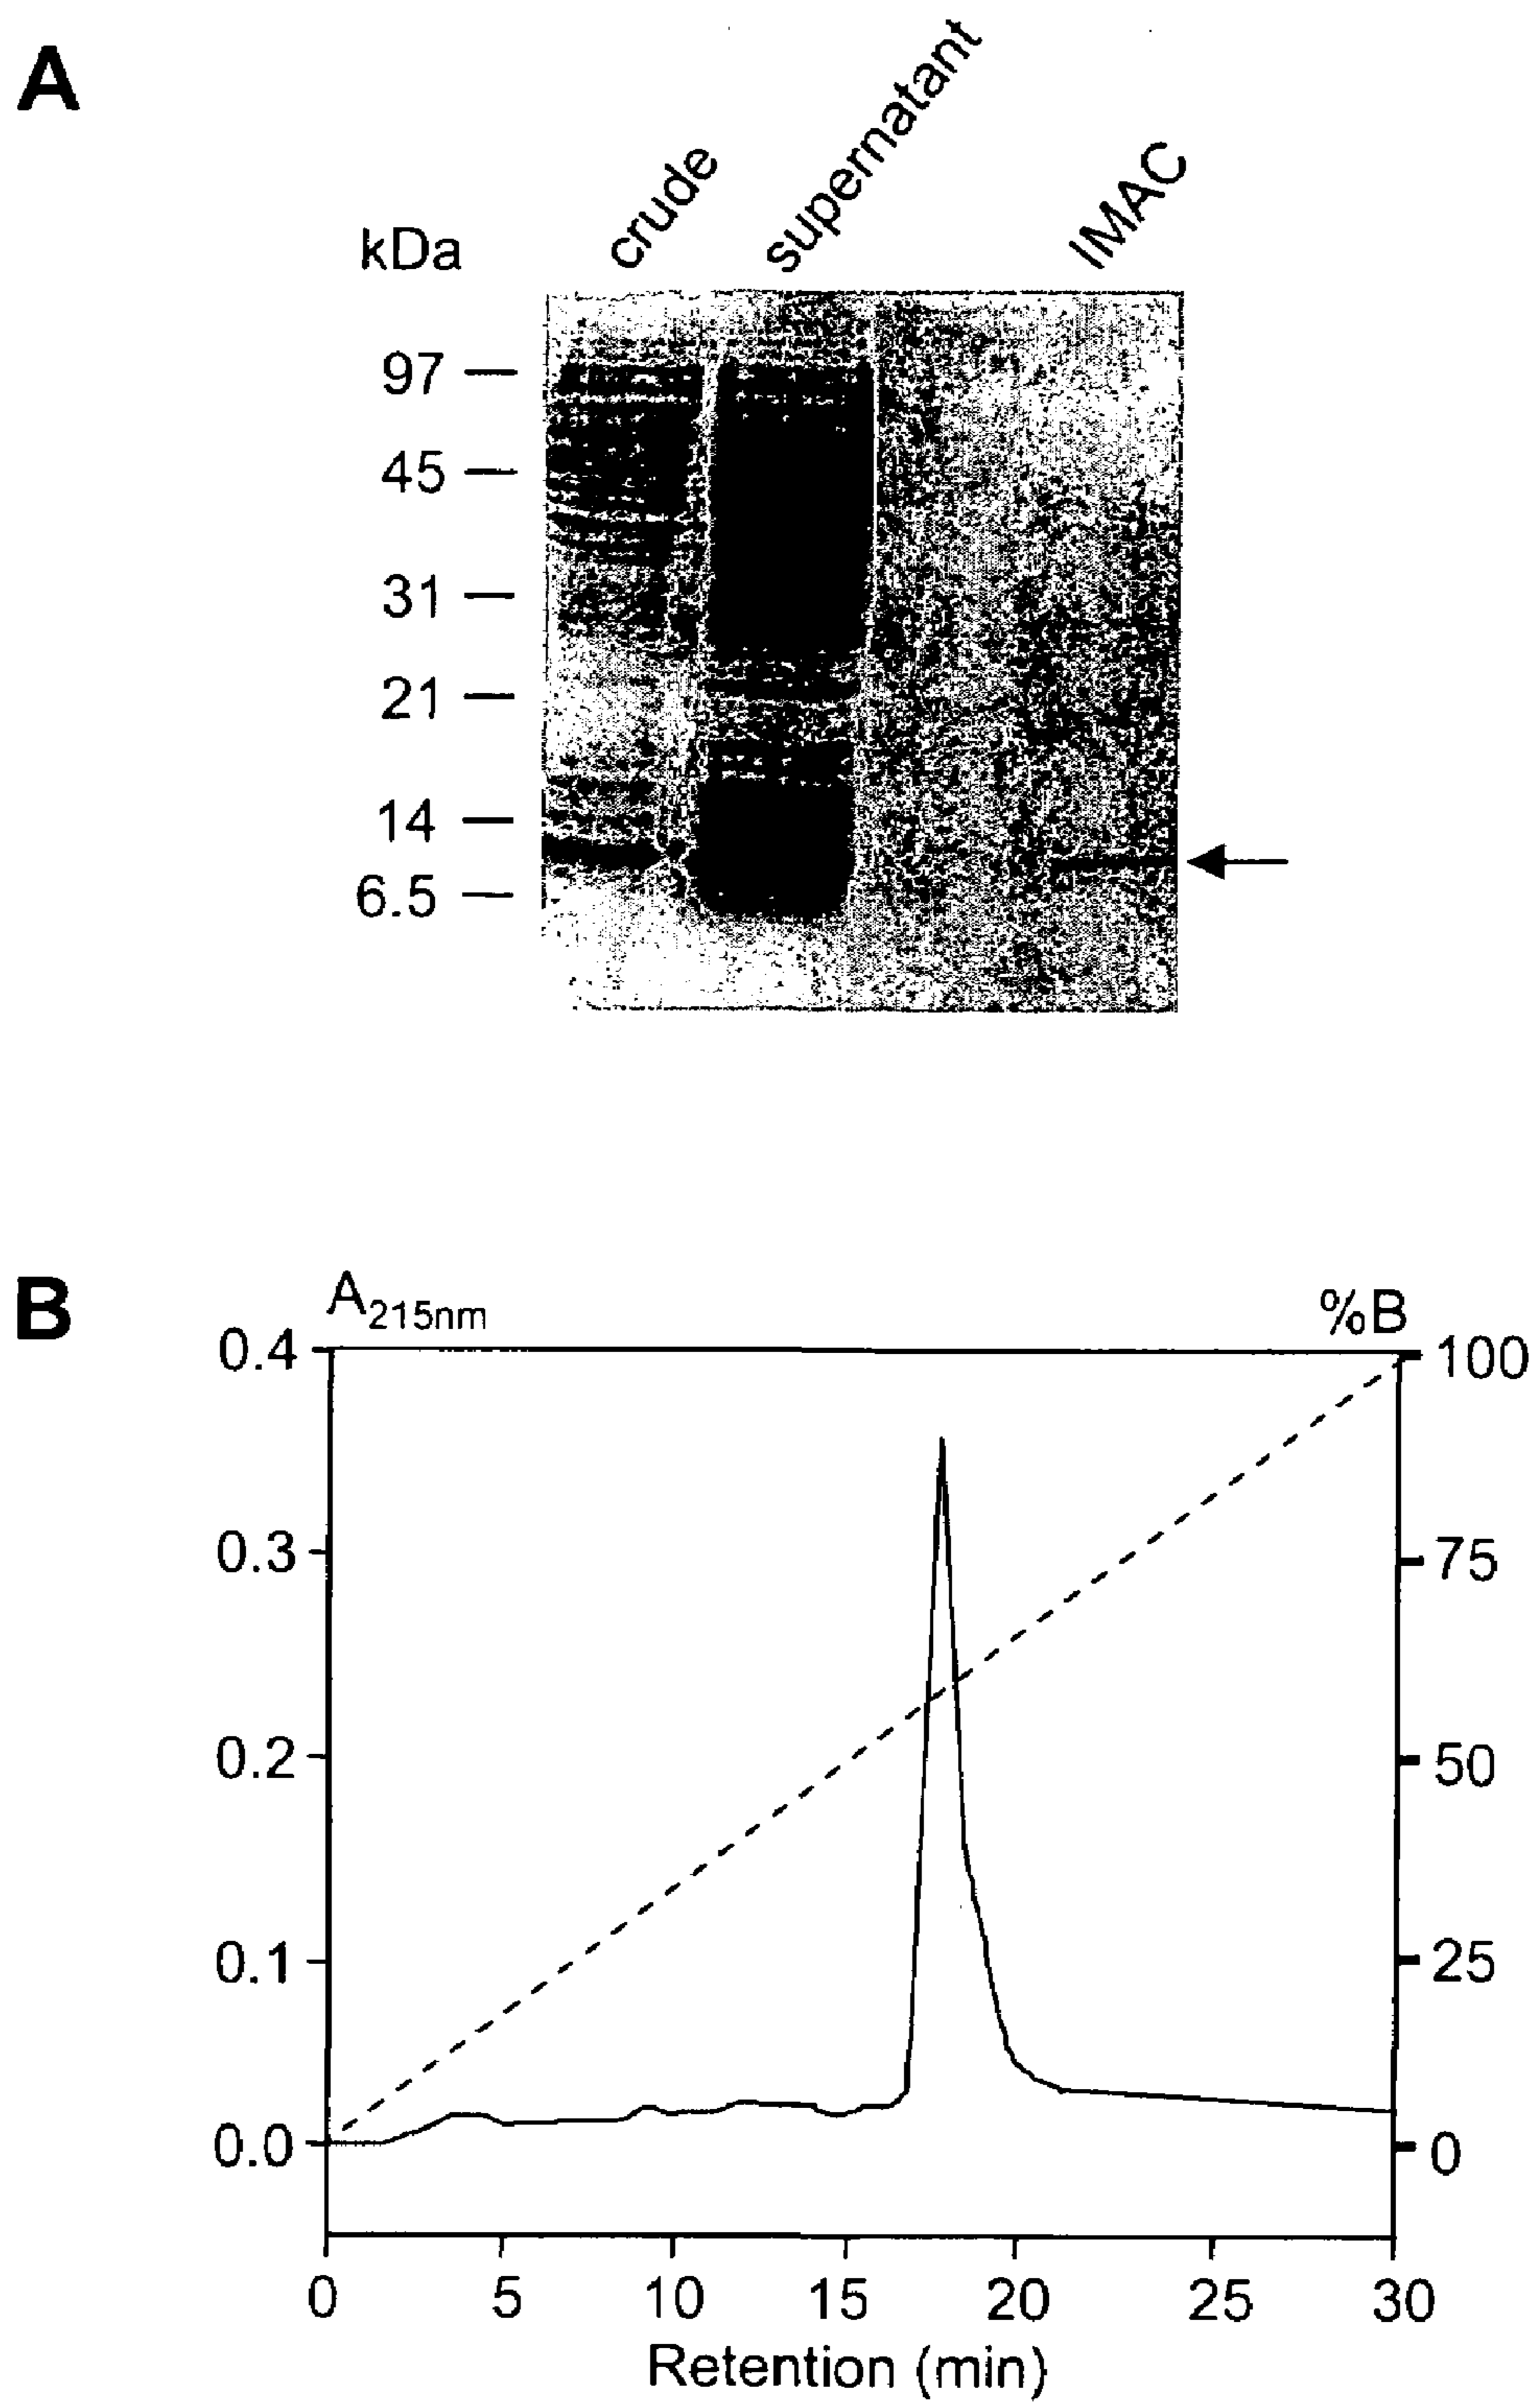 A
crude
supernatant
IMAC
kDa
97
45
31
21
14
6.5
B
A215nm
%B
0.4
0.3
0.2
0.1
0.0
100
75
50
25
0
0 5 10 15 20 25 30
Retention (min)